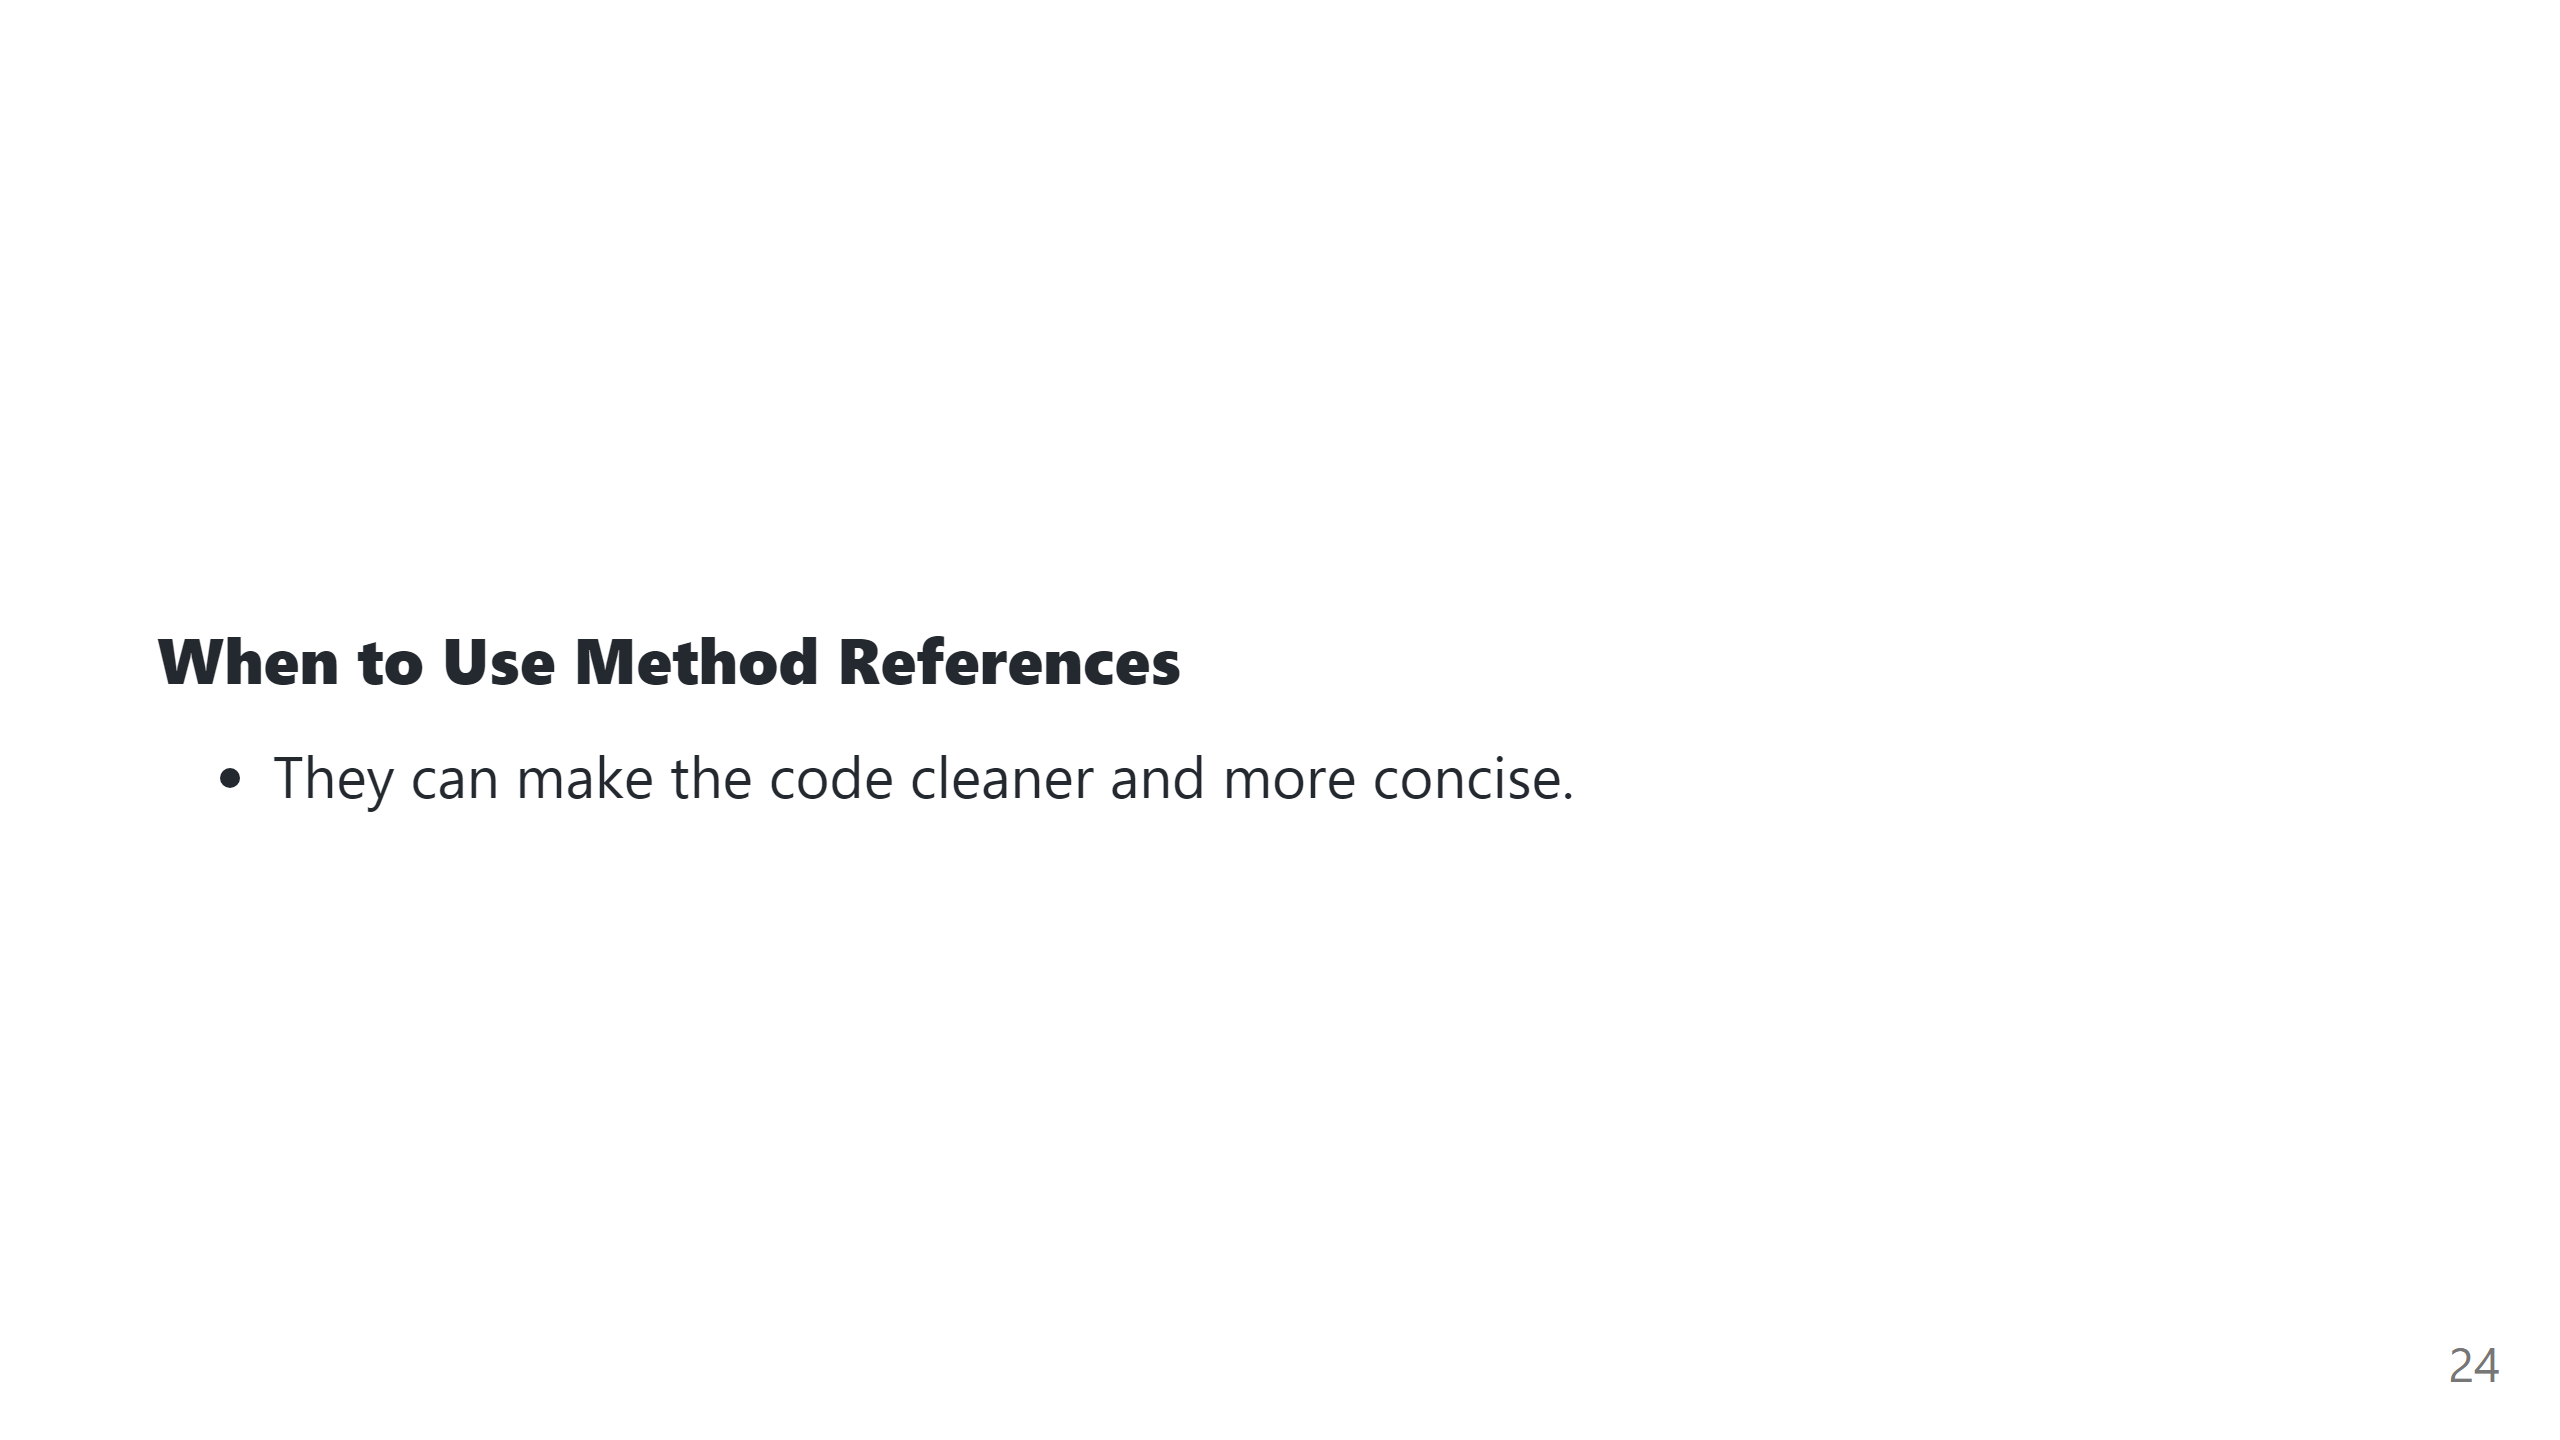 When to Use Method References
• They can make the code cleaner and more concise.
24